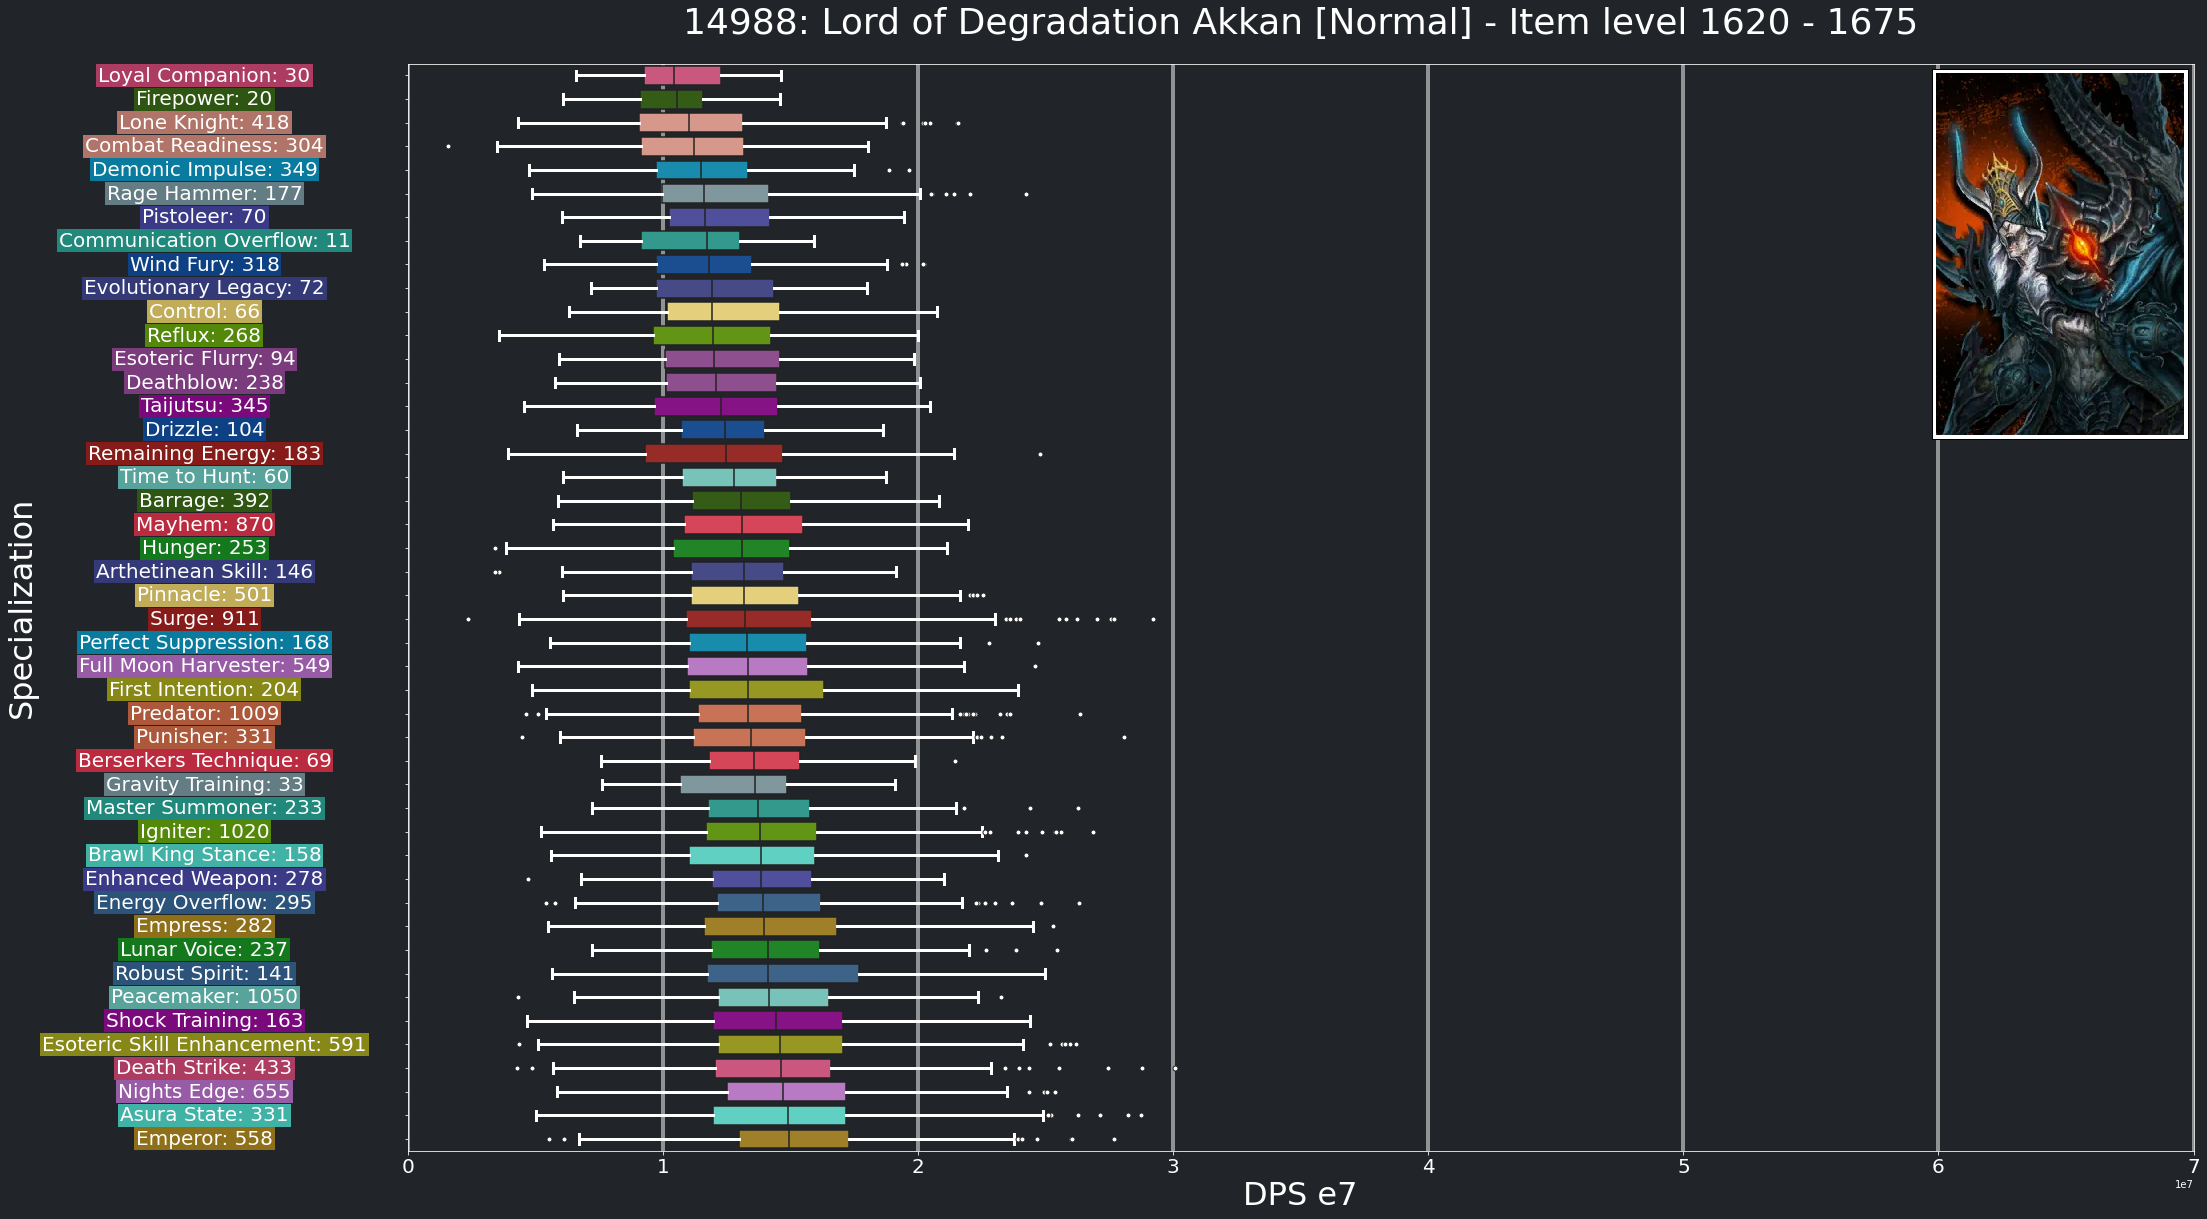 14988: Lord of Degradation Akkan [Normal] - Item level 1620 - 1675
Specialization
Loyal Companion: 30
Firepower: 20
Lone Knight: 418
Combat Readiness: 304
Demonic Impulse: 349
Rage Hammer: 177
Pistoleer: 70
Communication Overflow: 11
Wind Fury: 318
Evolutionary Legacy: 72
Control: 66
Reflux: 268
Esoteric Flurry: 94
Deathblow: 238
Taijutsu: 345
Drizzle: 104
Remaining Energy: 183
Time to Hunt: 60
Barrage: 392
Mayhem: 870
Hunger: 253
Arthetinean Skill: 146
Pinnacle: 501
Surge: 911
Perfect Suppression: 168
Full Moon Harvester: 549
First Intention: 204
Predator: 1009
Punisher: 331
Berserkers Technique: 69
Gravity Training: 33
Master Summoner: 233
Igniter: 1020
Brawl King Stance: 158
Enhanced Weapon: 278
Energy Overflow: 295
Empress: 282
Lunar Voice: 237
Robust Spirit: 141
Peacemaker: 1050
Shock Training: 163
Esoteric Skill Enhancement: 591
Death Strike: 433
Nights Edge: 655
Asura State: 331
Emperor: 558
0 1 2 3 4 5 6 7
1e7
DPS e7